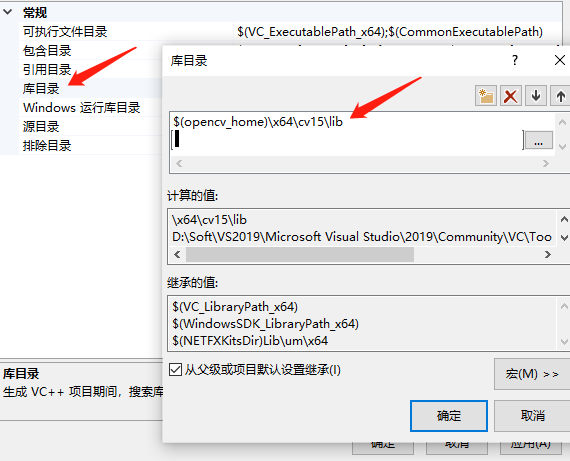 常规
可执行文件目录 $(VC_ExecutablePath_x64);$(CommonExecutablePath)
包含目录
引用目录
库目录
Windows 运行库目录
源目录
排除目录
库目录
?
$(opencv_home)\x64\cv15\lib
...
计算的值:
\x64\cv15\lib
D:\Soft\VS2019\Microsoft Visual Studio\2019\Community\VC\Too
继承的值:
$(VC_LibraryPath_x64)
$(WindowsSDK_LibraryPath_x64)
$(NETFXKitsDir)Lib\um\x64
从父级或项目默认设置继承(I)
宏(M) >>
确定
取消
库目录
生成 VC++ 项目期间，搜索库
确定
取消
应用(A)